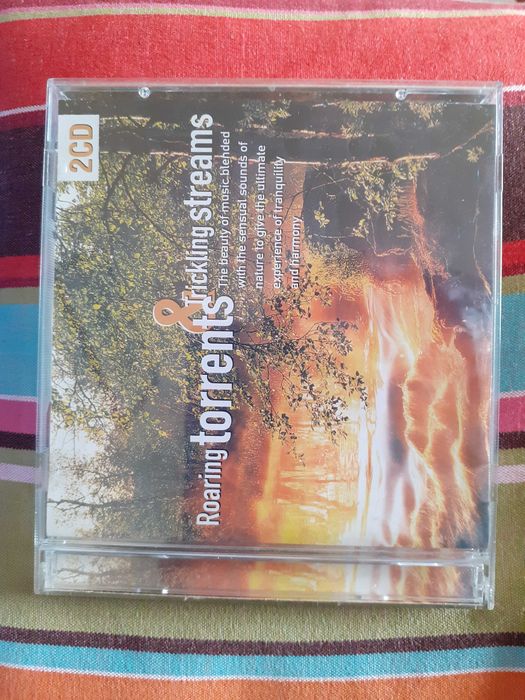 2CD
Roaring torrents
& Trickling streams
The beauty of music blended
with the sensual sounds of
nature to give the ultimate
experience of tranquility
and harmony